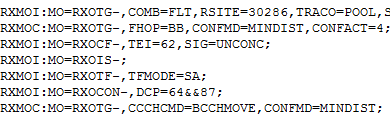 RXMOI:MO=RXOTG-,COMB=FLT,RSITE=30286,TRACO=POOL,
RXMOC:MO=RXOTG-,FHOP=BB,CONFMD=MINDIST,CONFACT=4;
RXMOI:MO=RXOCF-,TEI=62,SIG=UNCONC;
RXMOI:MO=RXOIS-;
RXMOI:MO=RXOTF-,TFMODE=SA;
RXMOI:MO=RXOCON-,DCP=64&&87;
RXMOC:MO=RXOTG-,CCCHCMD=BCCHMOVE,CONFMD=MINDIST;